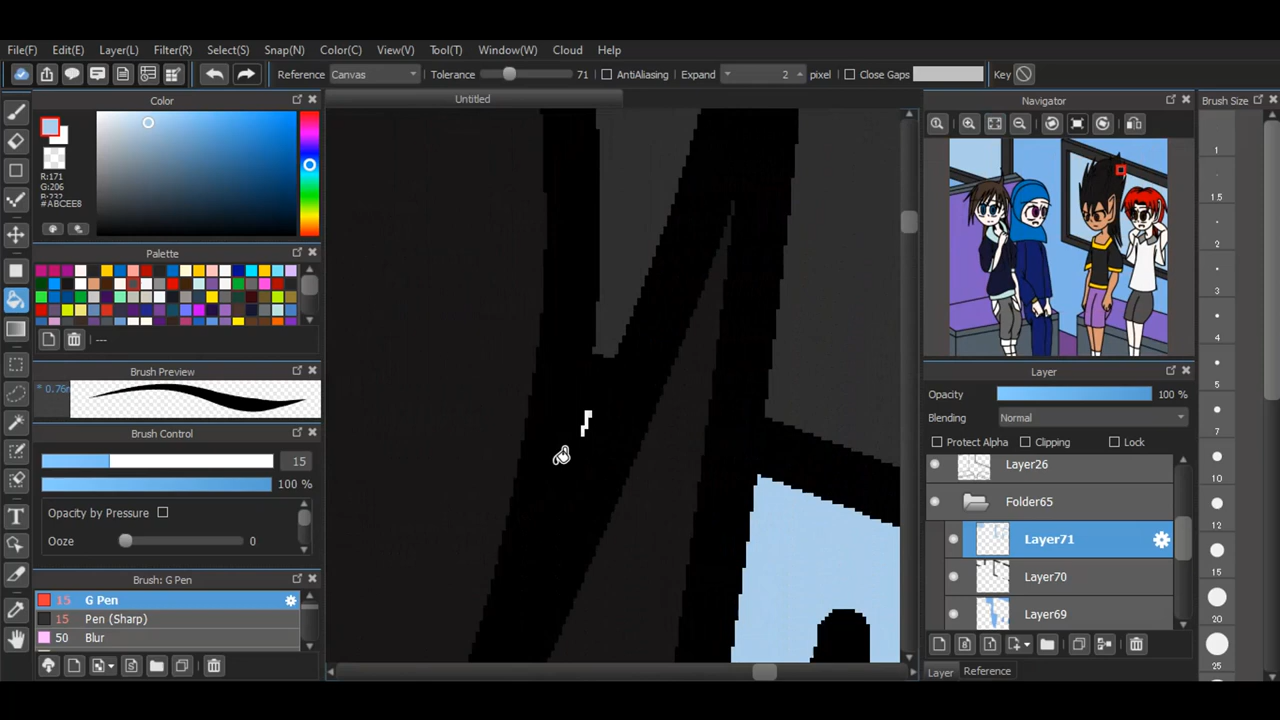 File(F) Edit(E) Layer(L) Filter(R) Select(S) Snap(N) Color(C) View(V) Tool(T) Window(W) Cloud Help
Reference Canvas Tolerance 71 AntiAliasing Expand 2 pixel Close Gaps Key
Color
R:171
G:206
B:232
#ABCEE8
Palette
---
Brush Preview
* 0.76
Brush Control
15
100 %
Opacity by Pressure
Ooze 0
Brush: G Pen
15 G Pen
15 Pen (Sharp)
50 Blur
Untitled
Navigator
Layer
Opacity 100 %
Blending Normal
Protect Alpha Clipping Lock
Layer26
Folder65
Layer71
Layer70
Layer69
Layer Reference
Brush Size
1
1.5
2
3
4
5
7
10
12
15
20
25